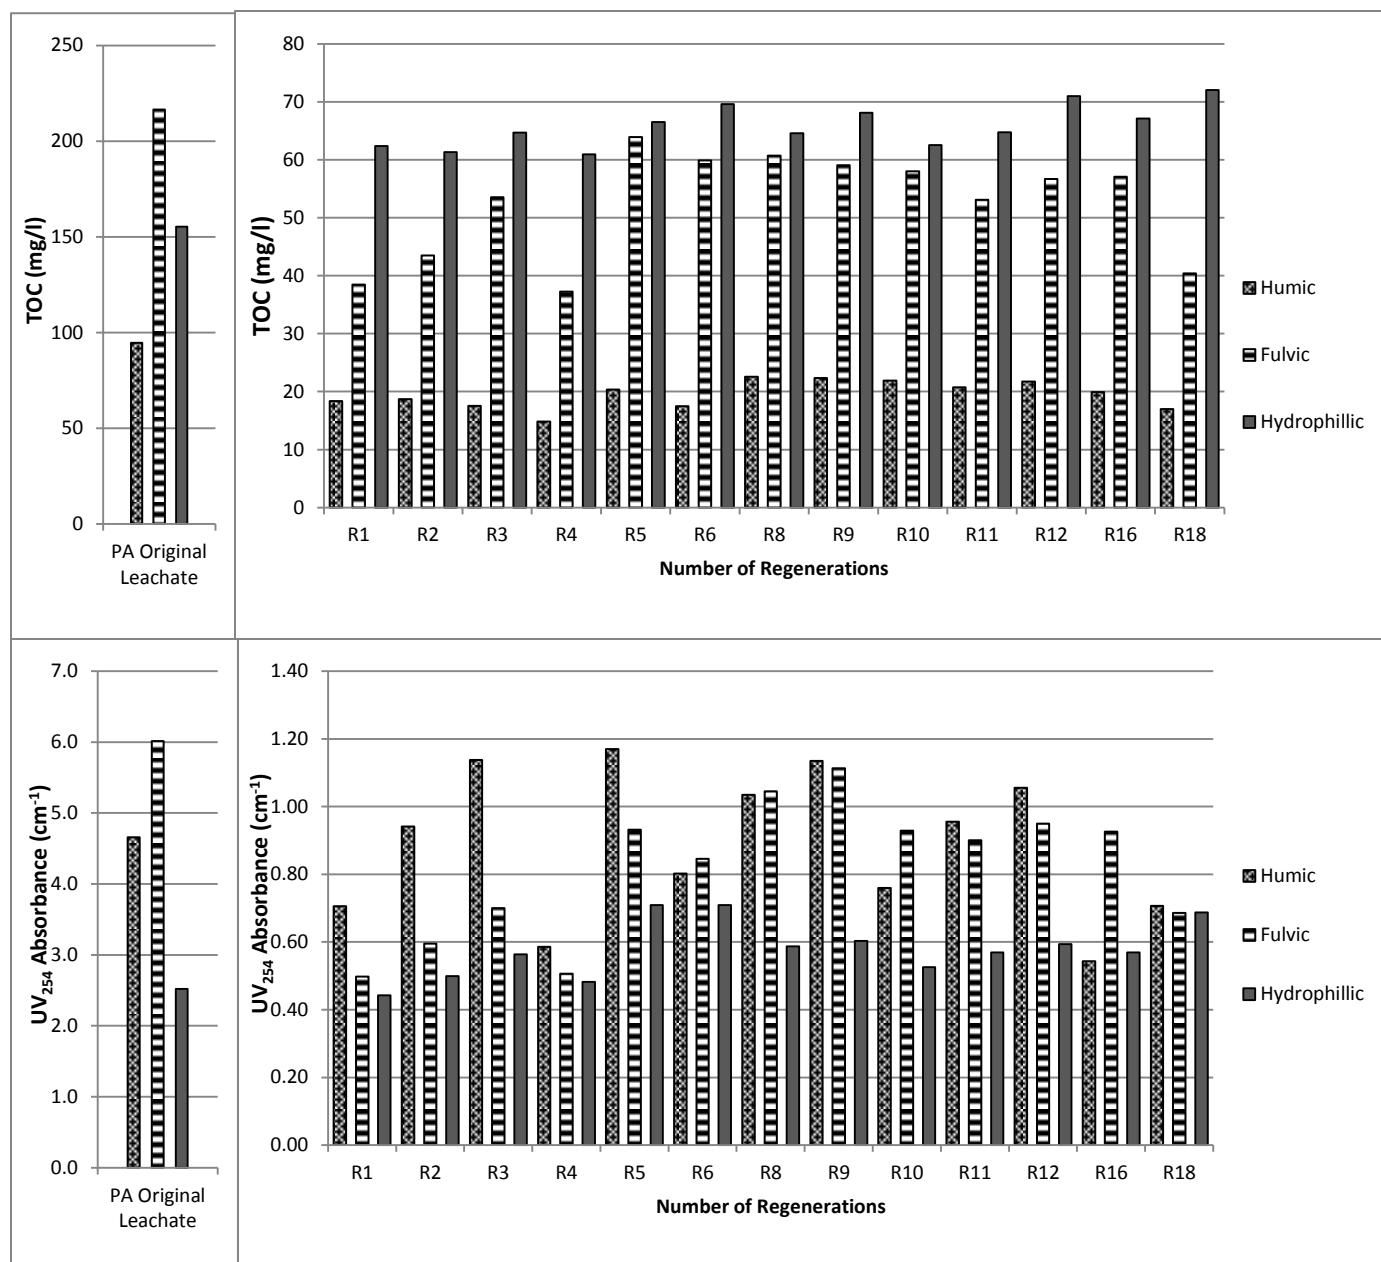 250
200
150
100
50
0
TOC (mg/l)
PA Original
Leachate
80
70
60
50
40
30
20
10
0
TOC (mg/l)
R1 R2 R3 R4 R5 R6 R8 R9 R10 R11 R12 R16 R18
Number of Regenerations
Humic
Fulvic
Hydrophillic
7.0
6.0
5.0
4.0
3.0
2.0
1.0
0.0
UV254 Absorbance (cm-1)
PA Original
Leachate
1.40
1.20
1.00
0.80
0.60
0.40
0.20
0.00
UV254 Absorbance (cm-1)
R1 R2 R3 R4 R5 R6 R8 R9 R10 R11 R12 R16 R18
Number of Regenerations
Humic
Fulvic
Hydrophillic